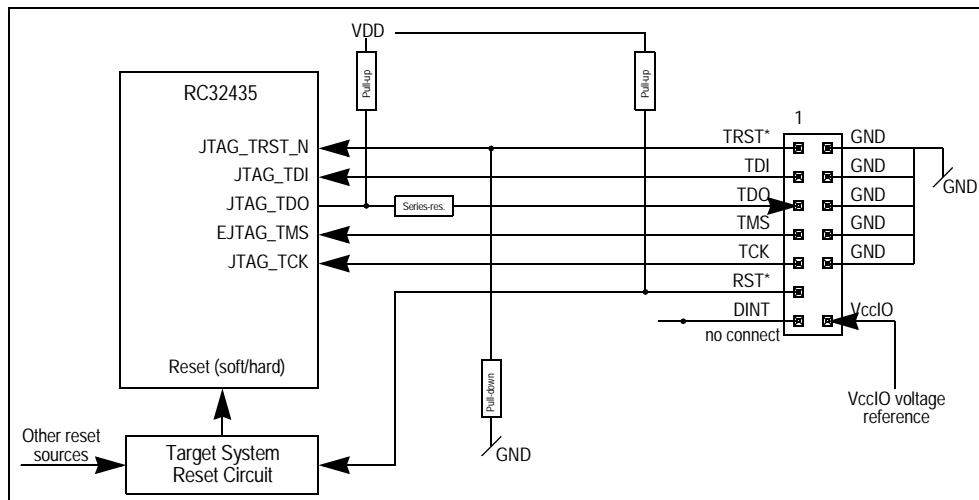 VDD
Pull-up
Pull-up
RC32435
1
JTAG_TRST_N
TRST*
GND
JTAG_TDI
TDI
GND
GND
JTAG_TDO
Series-res.
TDO
GND
EJTAG_TMS
TMS
GND
JTAG_TCK
TCK
GND
RST*
DINT
VccIO
no connect
Reset (soft/hard)
Pull-down
VccIO voltage
reference
GND
Other reset
sources
Target System
Reset Circuit